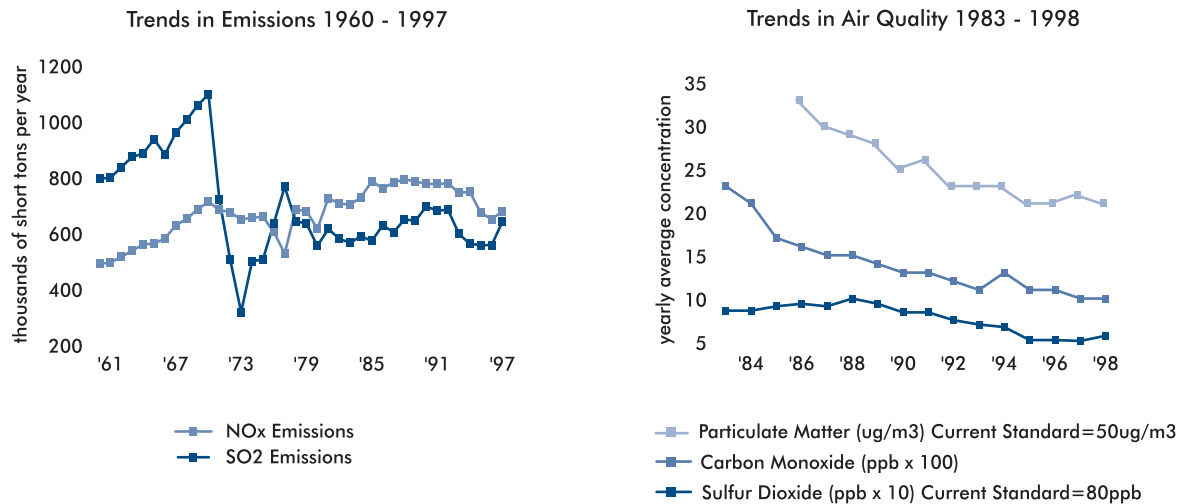 Trends in Emissions 1960 - 1997
thousands of short tons per year
1200
1000
800
600
400
200
'61 '67 '73 '79 '85 '91 '97
NOx Emissions
SO2 Emissions
Trends in Air Quality 1983 - 1998
yearly average concentration
35
30
25
20
15
10
5
'84 '86 '88 '90 '92 '94 '96 '98
Particulate Matter (ug/m3) Current Standard=50ug/m3
Carbon Monoxide (ppb x 100)
Sulfur Dioxide (ppb x 10) Current Standard=80ppb